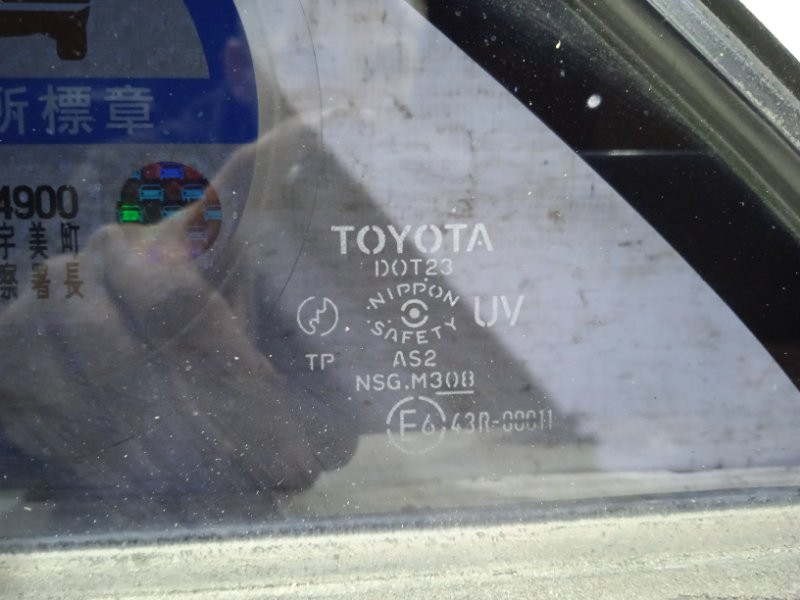 所標章
4900
宇美町
察署長
TOYOTA
DOT23
NIPPON
SAFETY
UV
TP
AS2
NSG.M308
E6 43R-00011